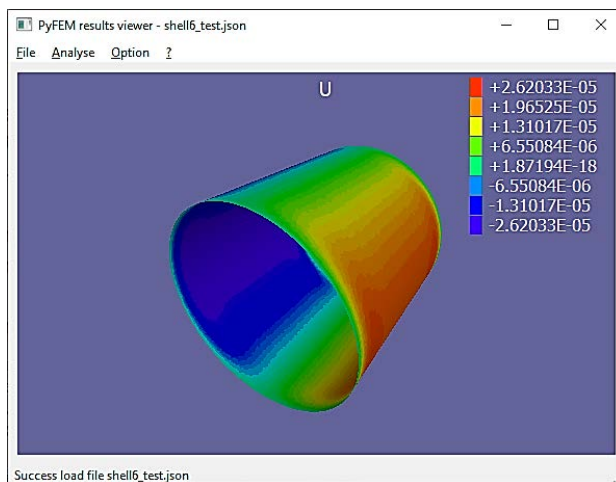 PyFEM results viewer - shell6_test.json
File Analyse Option ?
U
+2.62033E-05
+1.96525E-05
+1.31017E-05
+6.55084E-06
+1.87194E-18
-6.55084E-06
-1.31017E-05
-2.62033E-05
Success load file shell6_test.json